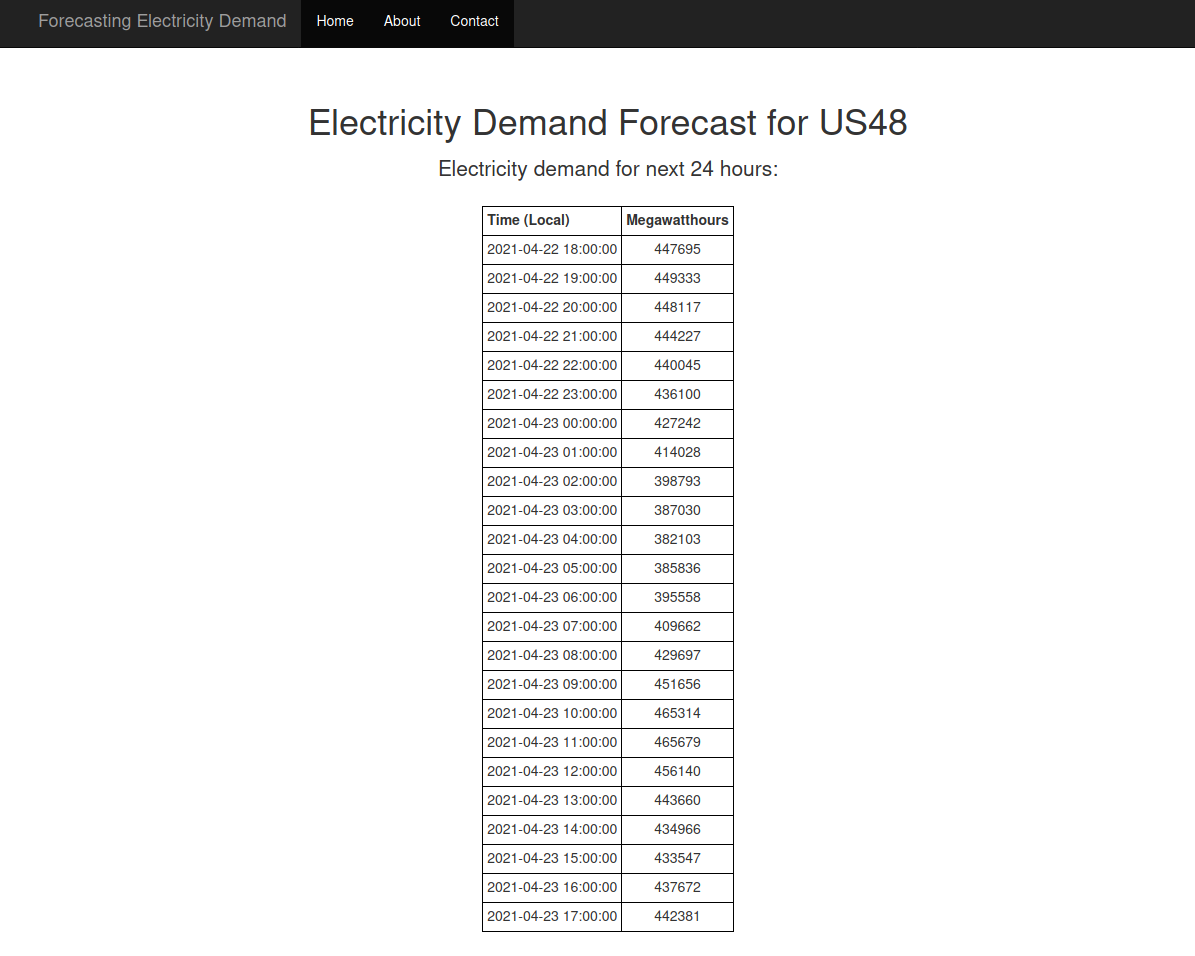 Forecasting Electricity Demand Home About Contact
Electricity Demand Forecast for US48
Electricity demand for next 24 hours:
Time (Local) Megawatthours
2021-04-22 18:00:00 447695
2021-04-22 19:00:00 449333
2021-04-22 20:00:00 448117
2021-04-22 21:00:00 444227
2021-04-22 22:00:00 440045
2021-04-22 23:00:00 436100
2021-04-23 00:00:00 427242
2021-04-23 01:00:00 414028
2021-04-23 02:00:00 398793
2021-04-23 03:00:00 387030
2021-04-23 04:00:00 382103
2021-04-23 05:00:00 385836
2021-04-23 06:00:00 395558
2021-04-23 07:00:00 409662
2021-04-23 08:00:00 429697
2021-04-23 09:00:00 451656
2021-04-23 10:00:00 465314
2021-04-23 11:00:00 465679
2021-04-23 12:00:00 456140
2021-04-23 13:00:00 443660
2021-04-23 14:00:00 434966
2021-04-23 15:00:00 433547
2021-04-23 16:00:00 437672
2021-04-23 17:00:00 442381